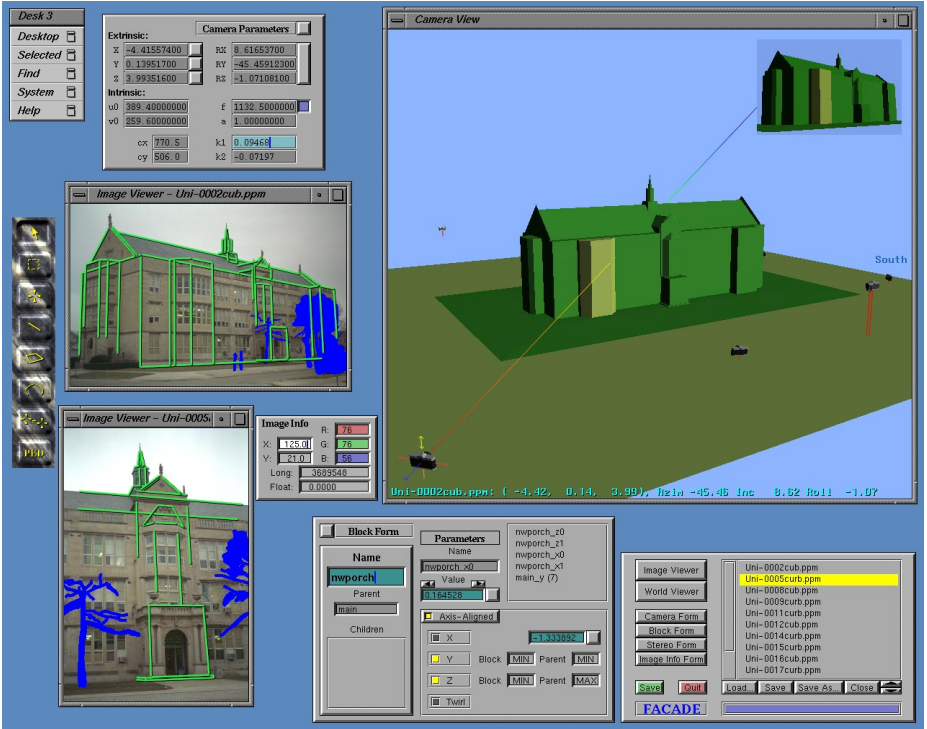 Desk 3
Desktop
Selected
Find
System
Help
Camera Parameters
Extrinsic:
X -4.41557400 RX 8.61653700
Y 0.13951700 RY -45.45912300
Z 3.99351600 RZ -1.07108100
Intrinsic:
u0 389.40000000 f 1132.5000000
v0 259.60000000 a 1.00000000
cx 770.5 k1 0.09468
cy 506.0 k2 -0.07197
Camera View
South
Uni-0002cub.ppm: ( -4.42, 0.14, 3.99), Azim -45.46 Inc 8.62 Roll -1.07
Image Viewer - Uni-0002cub.ppm
PED
Image Viewer - Uni-0005
Image Info
R: 76
X: 125.0 G: 76
Y: 21.0 B: 56
Long: 3689548
Float: 0.0000
Block Form
Name
nwporch
Parent
main
Children
Parameters
Name
nwporch_x0
Value
0.164528
nwporch_z0
nwporch_z1
nwporch_x0
nwporch_x1
main_y (7)
Axis-Aligned
X -1.333892
Y Block MIN Parent MIN
Z Block MIN Parent MAX
Twirl
Image Viewer
World Viewer
Camera Form
Block Form
Stereo Form
Image Info Form
Save Quit
FACADE
Uni-0002cub.ppm
Uni-0005curb.ppm
Uni-0008curb.ppm
Uni-0009curb.ppm
Uni-0011curb.ppm
Uni-0012cub.ppm
Uni-0014curb.ppm
Uni-0015curb.ppm
Uni-0016cub.ppm
Uni-0017curb.ppm
Load... Save Save As... Close